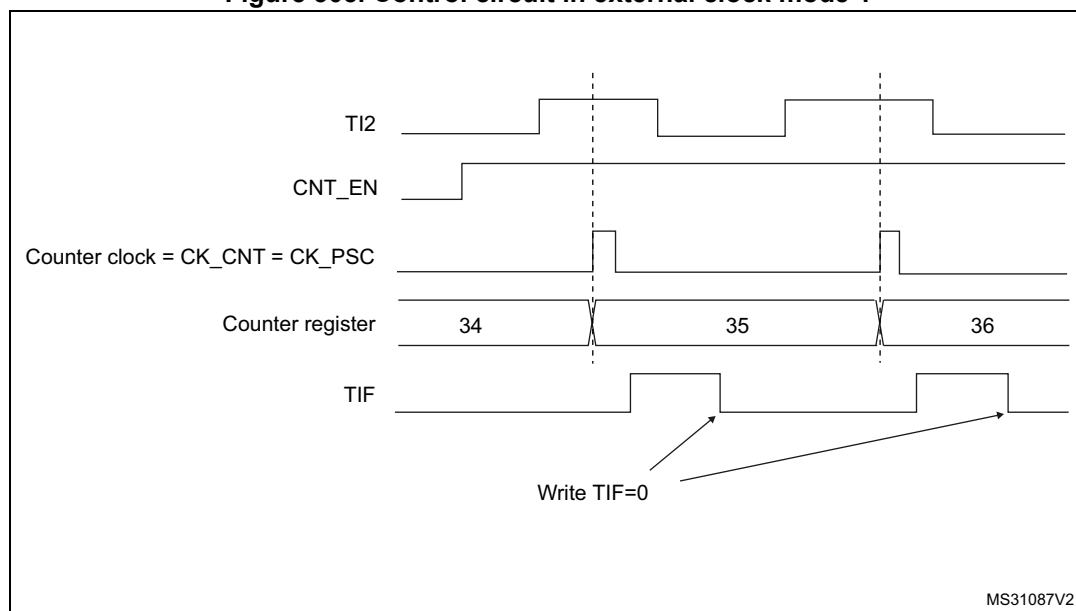 Figure 303. Control circuit in external clock mode 1
TI2
CNT_EN
Counter clock = CK_CNT = CK_PSC
Counter register
34
35
36
TIF
Write TIF=0
MS31087V2